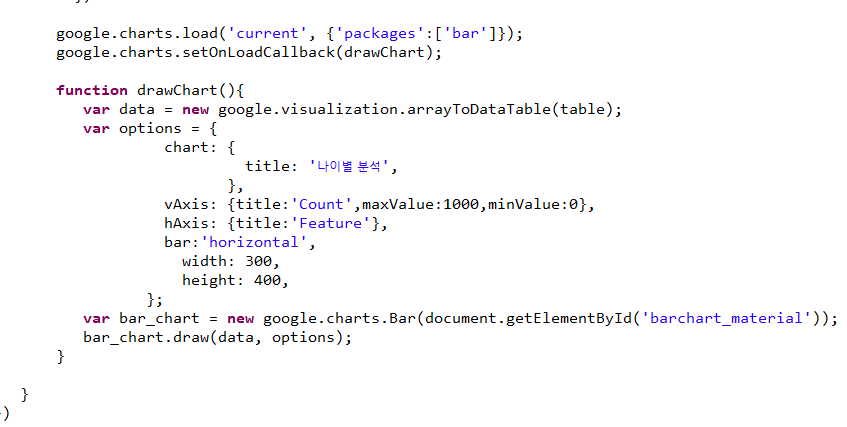 google.charts.load('current', {'packages':['bar']});
google.charts.setOnLoadCallback(drawChart);
function drawChart(){
var data = new google.visualization.arrayToDataTable(table);
var options = {
chart: {
title: '나이별 분석',
},
vAxis: {title:'Count',maxValue:1000,minValue:0},
hAxis: {title:'Feature'},
bar:'horizontal',
width: 300,
height: 400,
};
var bar_chart = new google.charts.Bar(document.getElementById('barchart_material'));
bar_chart.draw(data, options);
}
}
)